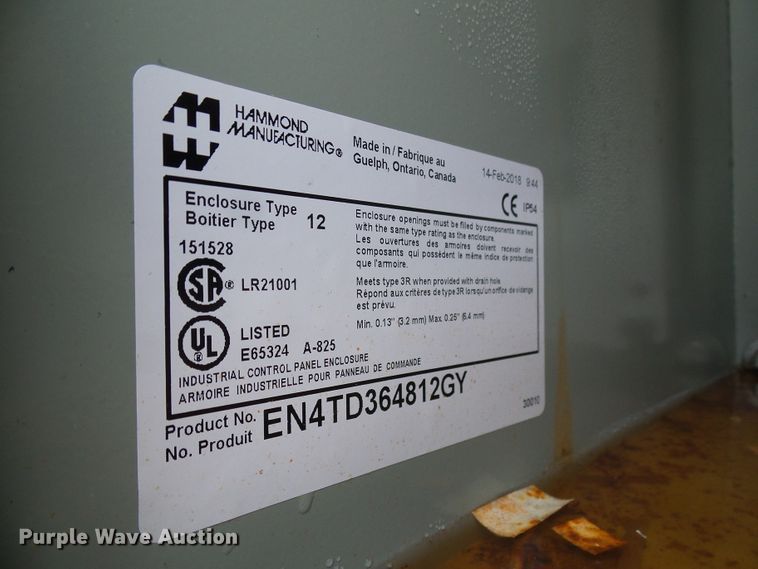 HAMMOND
MANUFACTURING®
Made in / Fabrique au
Guelph, Ontario, Canada
14-Feb-2018 9:44
CE IP54
Enclosure Type
Boitier Type 12
151528
SA ® LR21001
UL ® LISTED
E65324 A-825
Enclosure openings must be filled by components marked
with the same type rating as the enclosure.
Les ouvertures des armoires doivent recevoir des
composants qui possèdent le même indice de protection
que l'armoire.
Meets type 3R when provided with drain hole.
Répond aux critères de type 3R lorsqu'un orifice de vidange
est prévu.
Min. 0.13" (3.2 mm) Max. 0.25" (6.4 mm)
INDUSTRIAL CONTROL PANEL ENCLOSURE
ARMOIRE INDUSTRIELLE POUR PANNEAU DE COMMANDE
Product No.
No. Produit EN4TD364812GY
30010
Purple Wave Auction